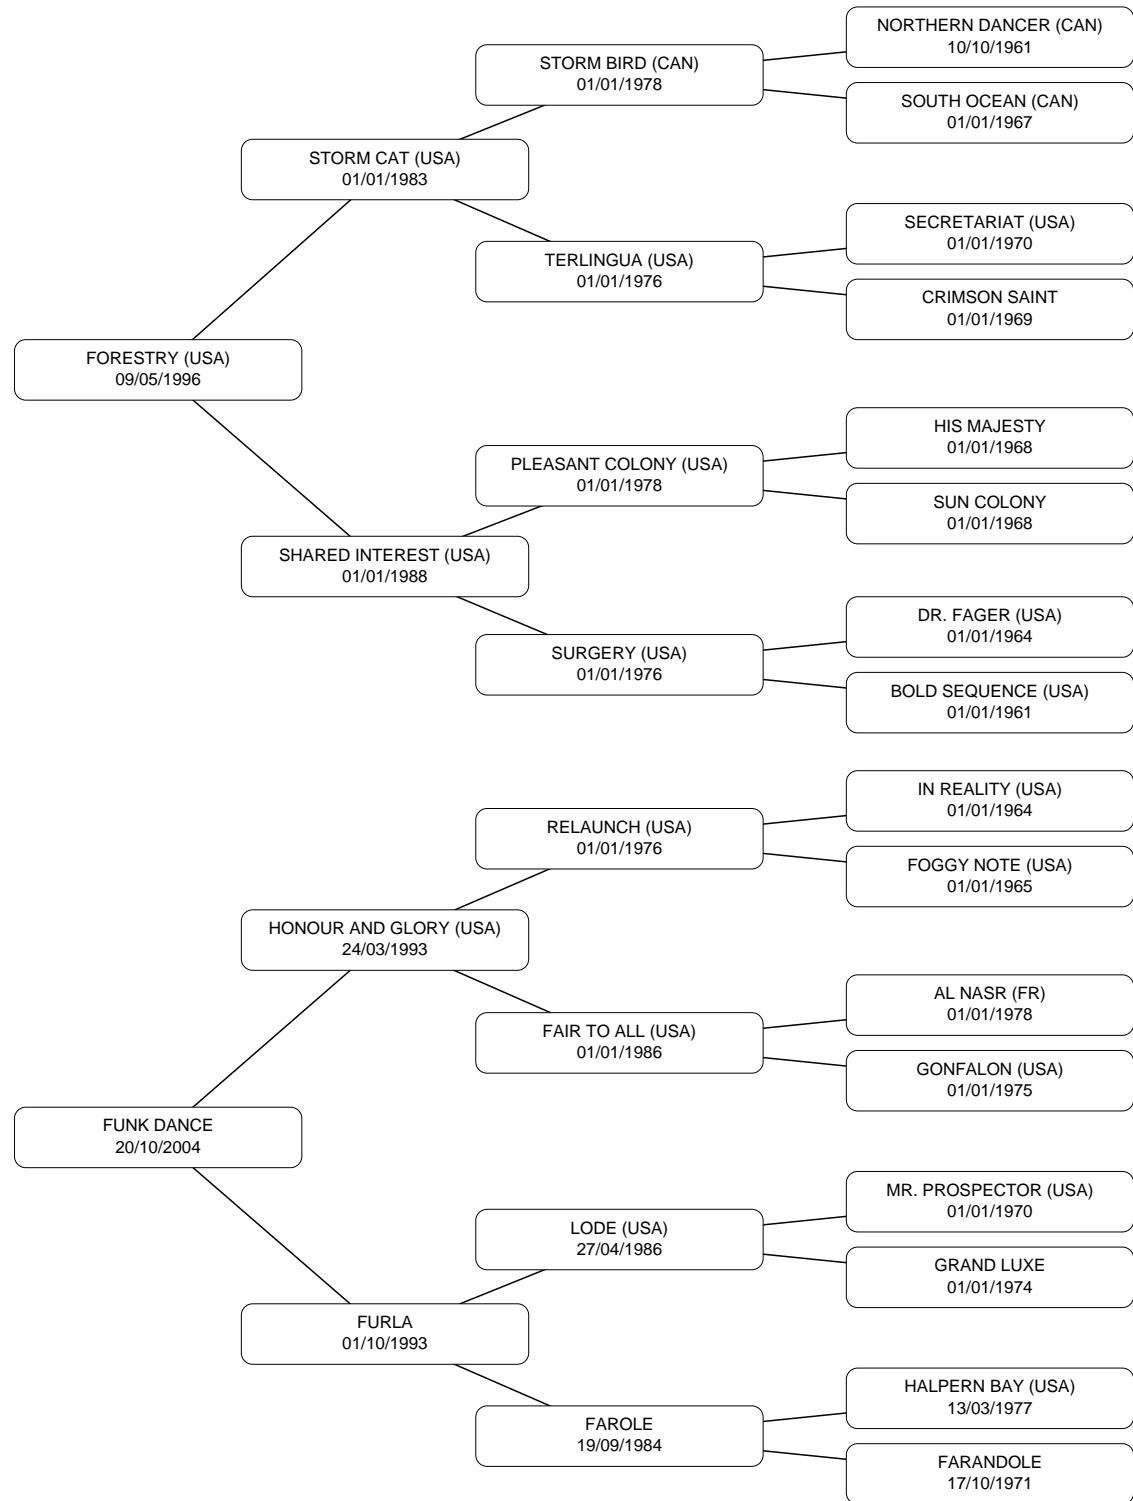 NORTHERN DANCER (CAN)
10/10/1961
STORM BIRD (CAN)
01/01/1978
SOUTH OCEAN (CAN)
01/01/1967
STORM CAT (USA)
01/01/1983
SECRETARIAT (USA)
01/01/1970
TERLINGUA (USA)
01/01/1976
CRIMSON SAINT
01/01/1969
FORESTRY (USA)
09/05/1996
HIS MAJESTY
01/01/1968
PLEASANT COLONY (USA)
01/01/1978
SUN COLONY
01/01/1968
SHARED INTEREST (USA)
01/01/1988
DR. FAGER (USA)
01/01/1964
SURGERY (USA)
01/01/1976
BOLD SEQUENCE (USA)
01/01/1961
IN REALITY (USA)
01/01/1964
RELAUNCH (USA)
01/01/1976
FOGGY NOTE (USA)
01/01/1965
HONOUR AND GLORY (USA)
24/03/1993
AL NASR (FR)
01/01/1978
FAIR TO ALL (USA)
01/01/1986
GONFALON (USA)
01/01/1975
FUNK DANCE
20/10/2004
MR. PROSPECTOR (USA)
01/01/1970
LODE (USA)
27/04/1986
GRAND LUXE
01/01/1974
FURLA
01/10/1993
HALPERN BAY (USA)
13/03/1977
FAROLE
19/09/1984
FARANDOLE
17/10/1971